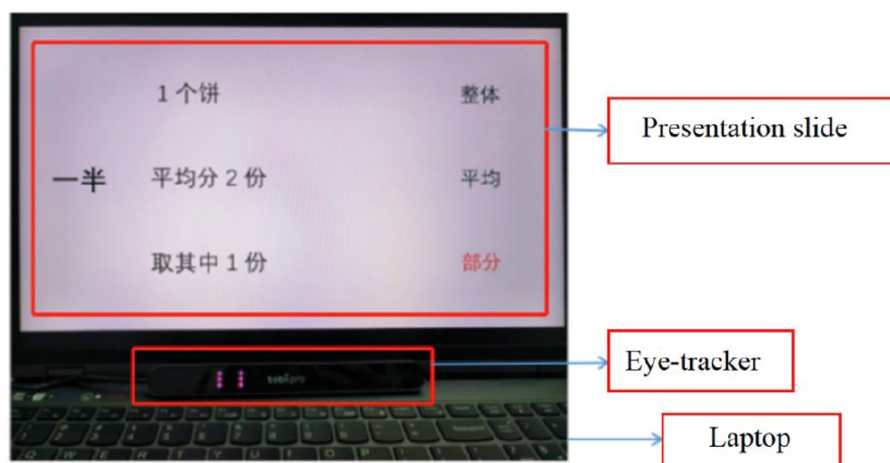 1 个饼 整体
Presentation slide
一半 平均分 2 份 平均
取其中 1 份 部分
Eye-tracker
tobiipro
Laptop
Q W E R T Y U I O P